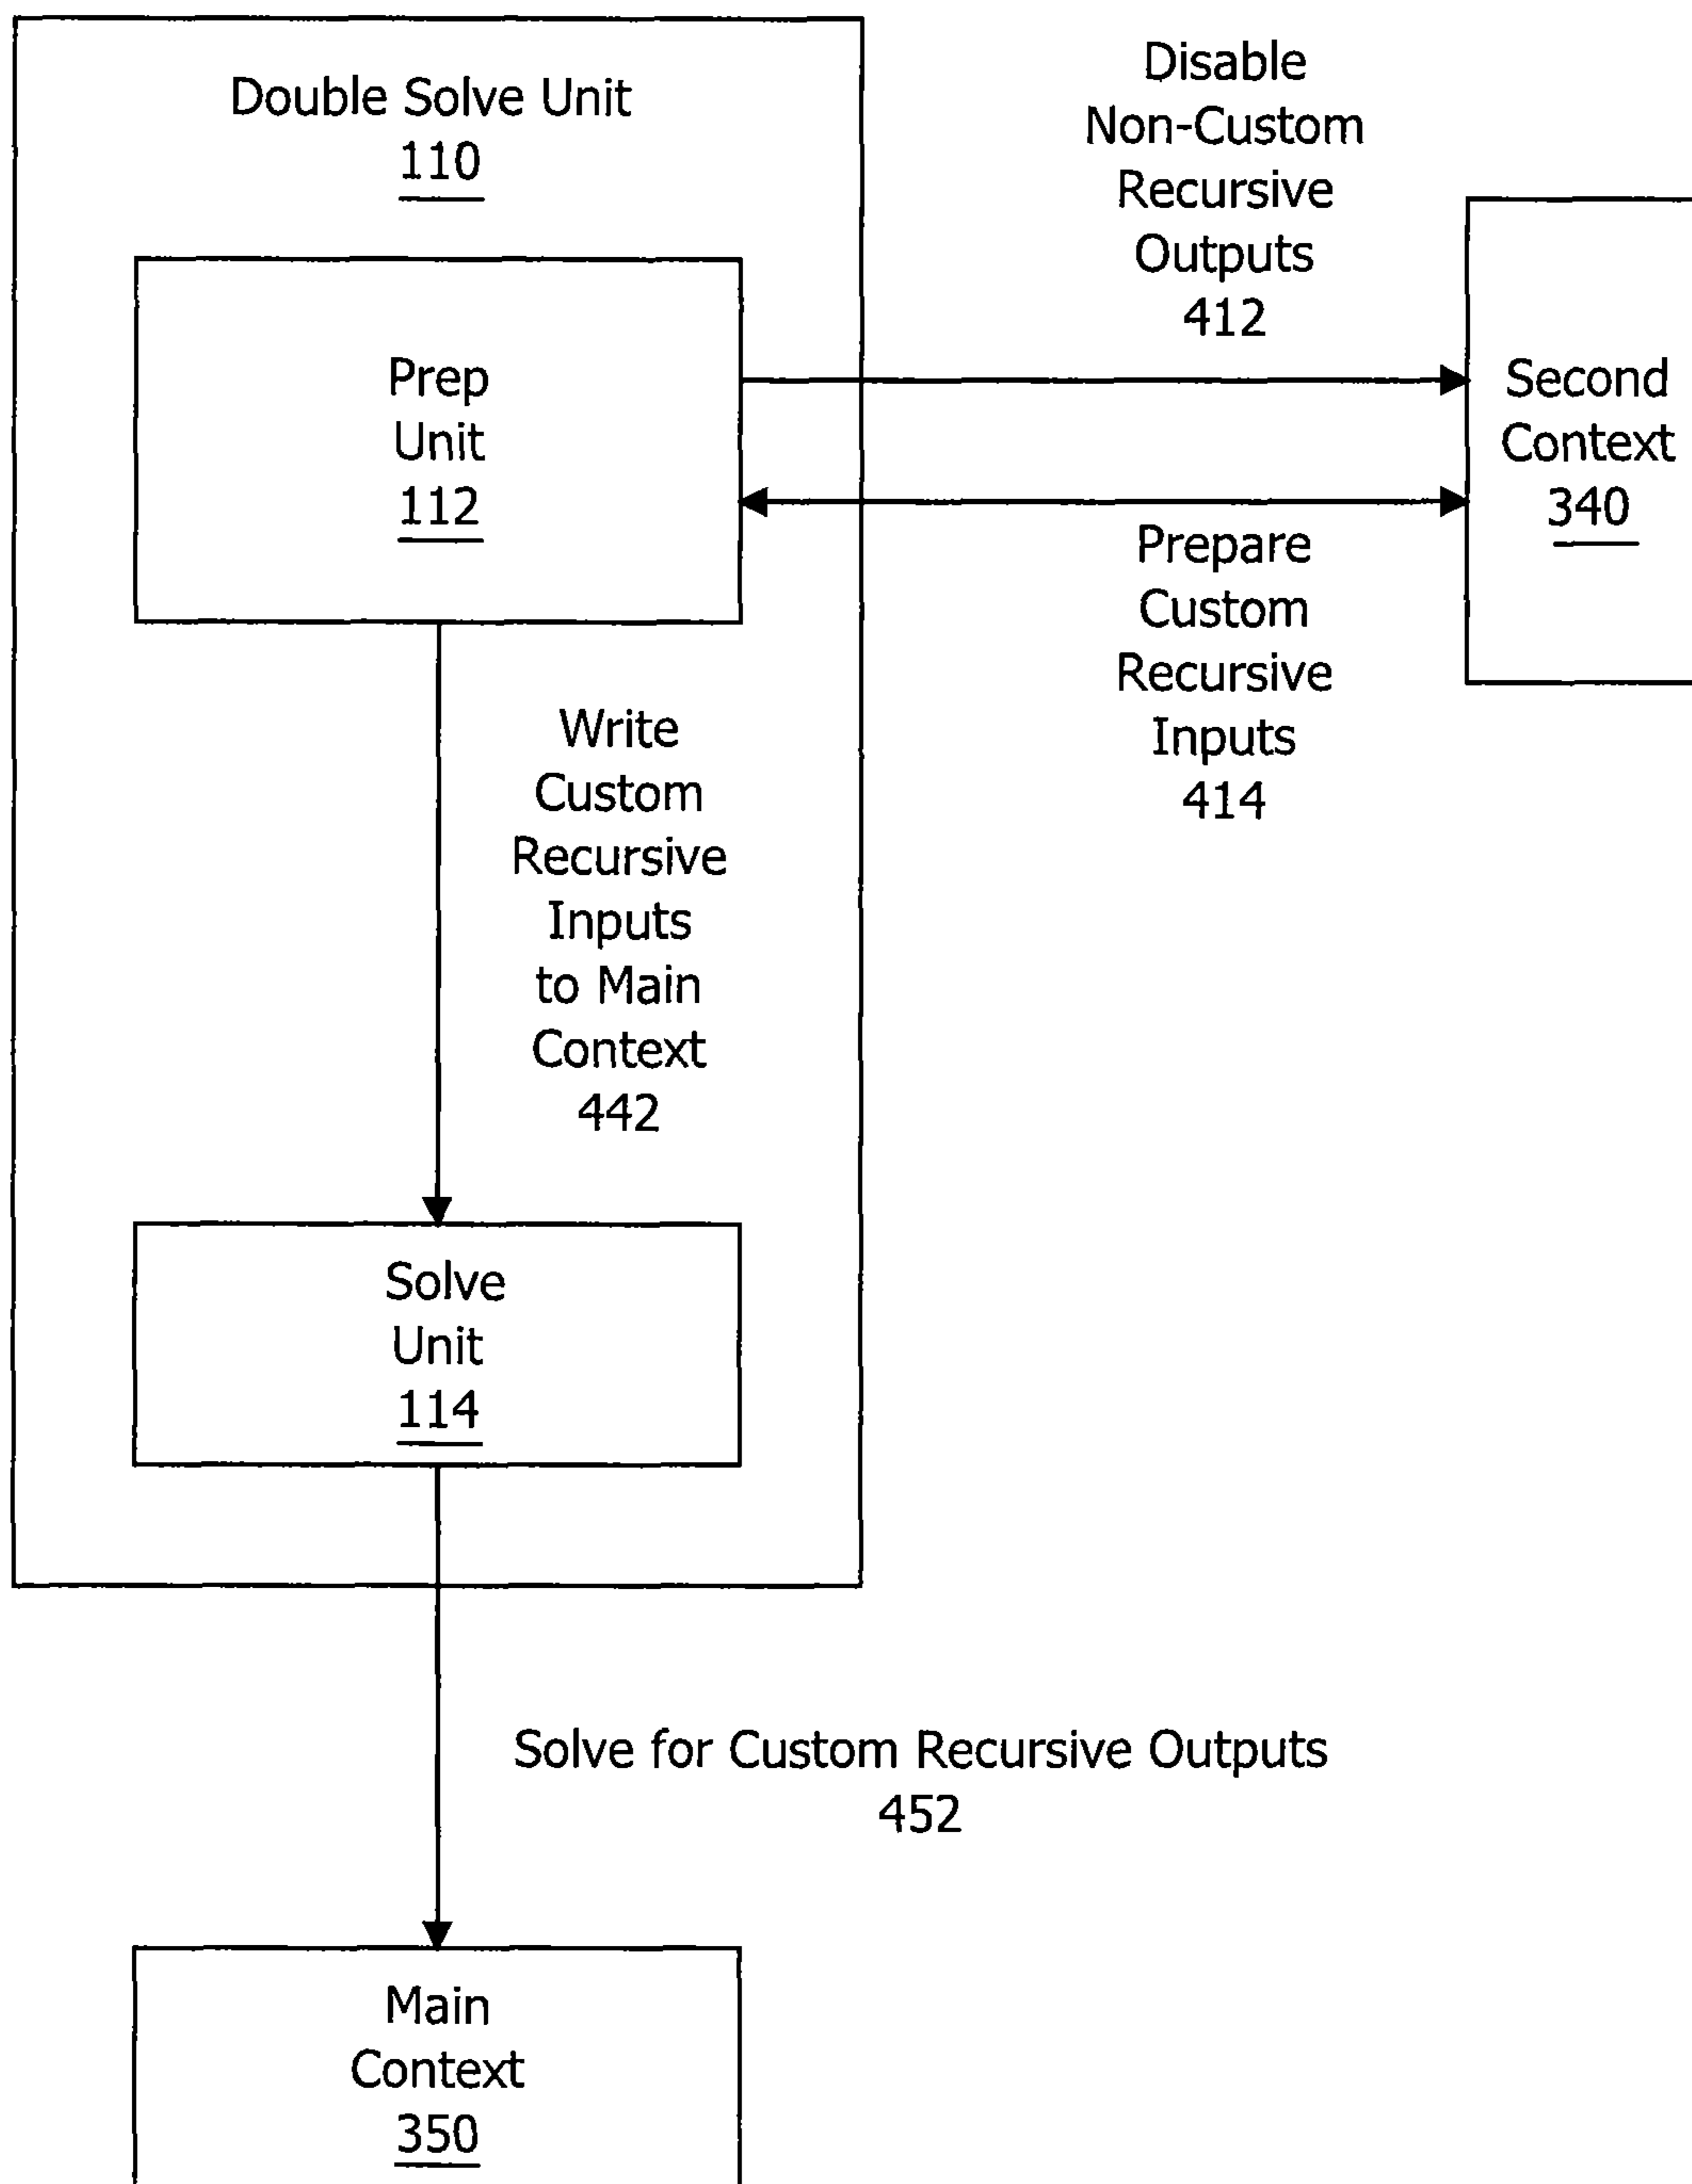 Double Solve Unit
110
Disable
Non-Custom
Recursive
Outputs
412
Prep
Unit
112
Second
Context
340
Prepare
Custom
Recursive
Inputs
414
Write
Custom
Recursive
Inputs
to Main
Context
442
Solve
Unit
114
Solve for Custom Recursive Outputs
452
Main
Context
350